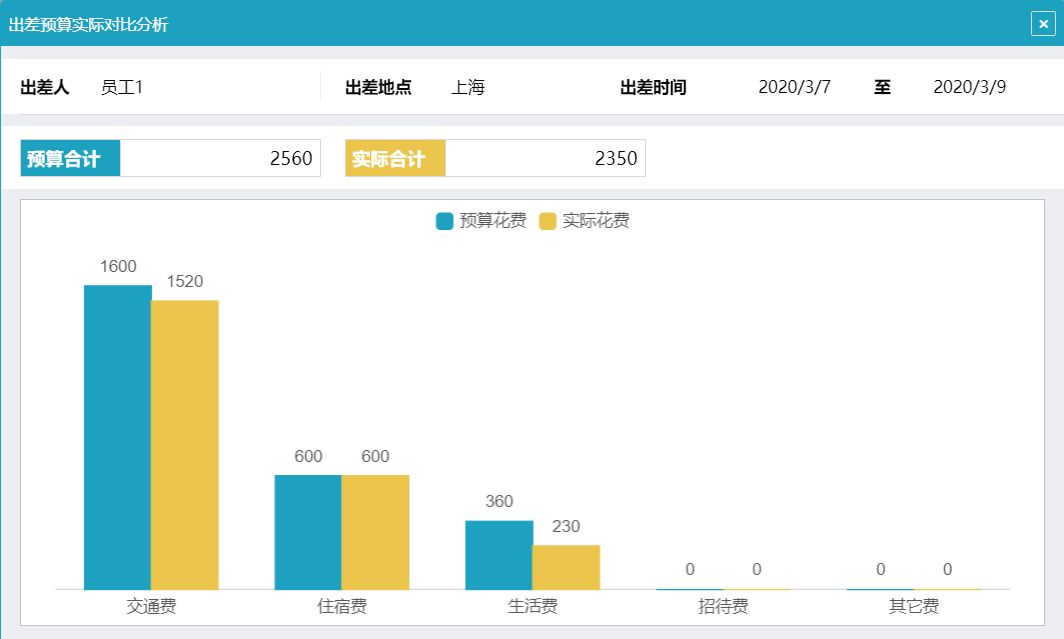 出差预算实际对比分析
出差人 员工1 出差地点 上海 出差时间 2020/3/7 至 2020/3/9
预算合计 2560 实际合计 2350
预算花费 实际花费
1600 1520
600 600
360 230
0 0 0 0
交通费 住宿费 生活费 招待费 其它费